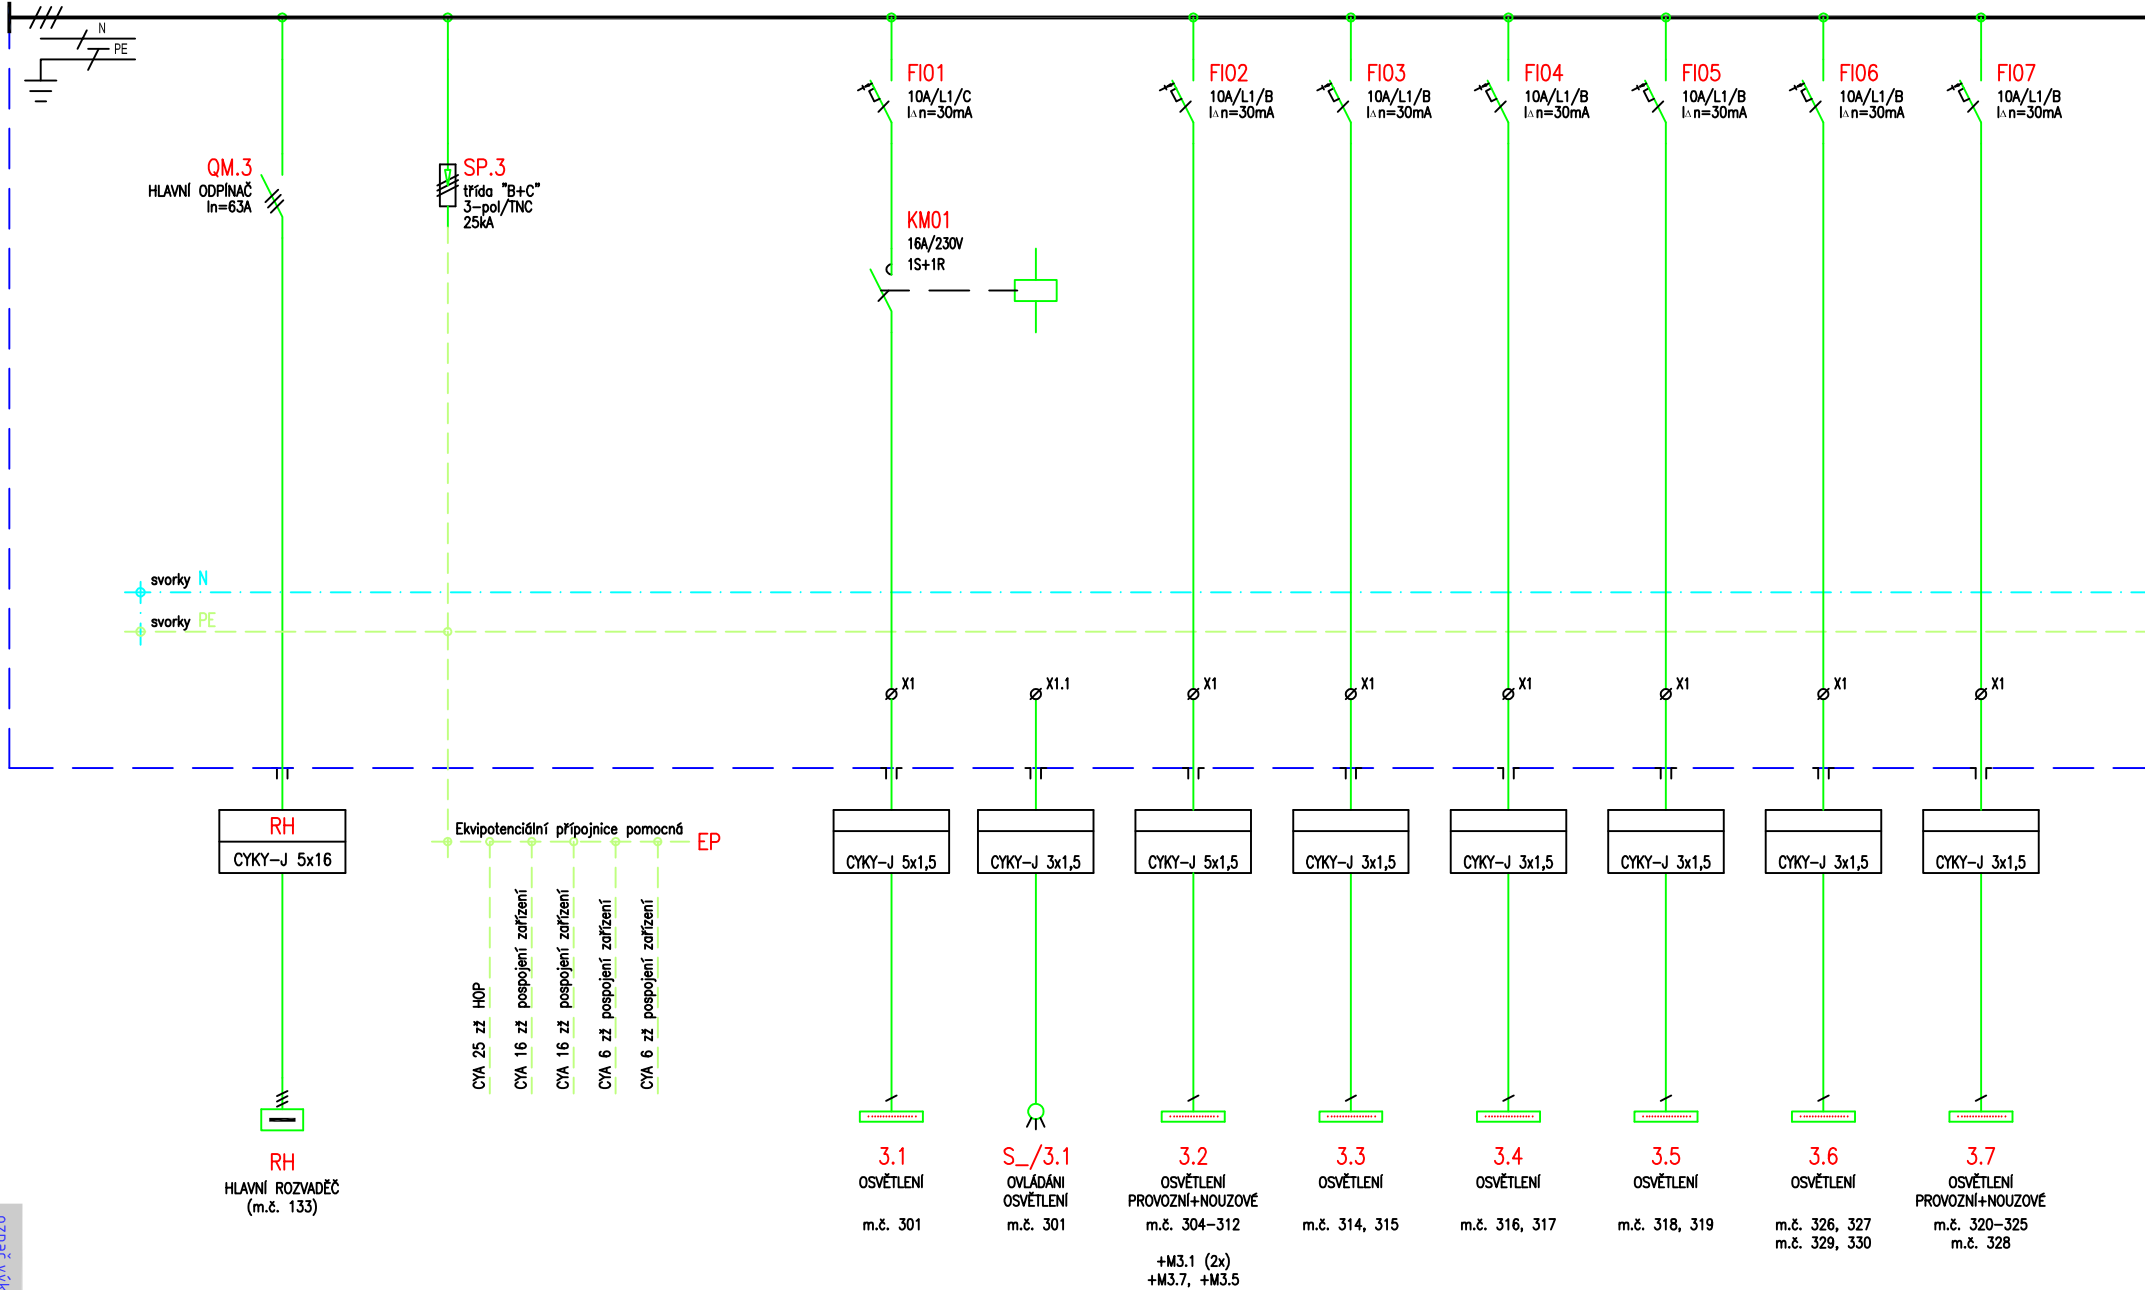 N
PE
FI01
10A/L1/C
I△n=30mA
FI02
10A/L1/B
I△n=30mA
FI03
10A/L1/B
I△n=30mA
FI04
10A/L1/B
I△n=30mA
FI05
10A/L1/B
I△n=30mA
FI06
10A/L1/B
I△n=30mA
FI07
10A/L1/B
I△n=30mA
QM.3
HLAVNÍ ODPÍNAČ
In=63A
SP.3
třída "B+C"
3-pol/TNC
25kA
KM01
16A/230V
1S+1R
svorky N
svorky PE
X1
X1.1
X1
X1
X1
X1
X1
X1
RH
CYKY-J 5x16
Ekvipotenciální přípojnice pomocná
EP
CYKY-J 5x1,5
CYKY-J 3x1,5
CYKY-J 5x1,5
CYKY-J 3x1,5
CYKY-J 3x1,5
CYKY-J 3x1,5
CYKY-J 3x1,5
CYKY-J 3x1,5
CYA 25 zž HOP
CYA 16 zž pospojení zařízení
CYA 16 zž pospojení zařízení
CYA 6 zž pospojení zařízení
CYA 6 zž pospojení zařízení
RH
HLAVNÍ ROZVADĚČ
(m.č. 133)
3.1
OSVĚTLENÍ
m.č. 301
S_/3.1
OVLÁDÁNI
OSVĚTLENÍ
m.č. 301
3.2
OSVĚTLENÍ
PROVOZNÍ+NOUZOVÉ
m.č. 304-312
+M3.1 (2x)
+M3.7, +M3.5
3.3
OSVĚTLENÍ
m.č. 314, 315
3.4
OSVĚTLENÍ
m.č. 316, 317
3.5
OSVĚTLENÍ
m.č. 318, 319
3.6
OSVĚTLENÍ
m.č. 326, 327
m.č. 329, 330
3.7
OSVĚTLENÍ
PROVOZNÍ+NOUZOVÉ
m.č. 320-325
m.č. 328